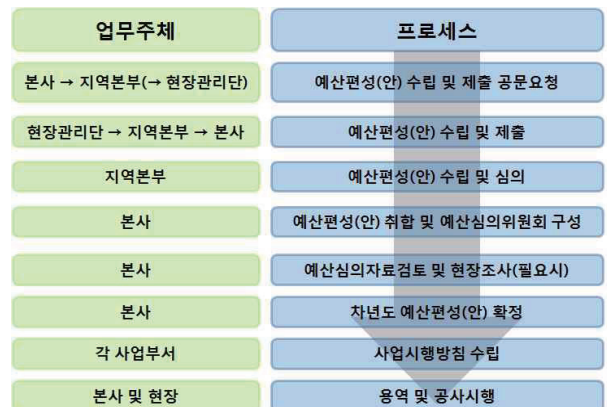 업무주체 프로세스
본사 → 지역본부(→ 현장관리단) 예산편성(안) 수립 및 제출 공문요청
현장관리단 → 지역본부 → 본사 예산편성(안) 수립 및 제출
지역본부 예산편성(안) 수립 및 심의
본사 예산편성(안) 취합 및 예산심의위원회 구성
본사 예산심의자료검토 및 현장조사(필요시)
본사 차년도 예산편성(안) 확정
각 사업부서 사업시행방침 수립
본사 및 현장 용역 및 공사시행